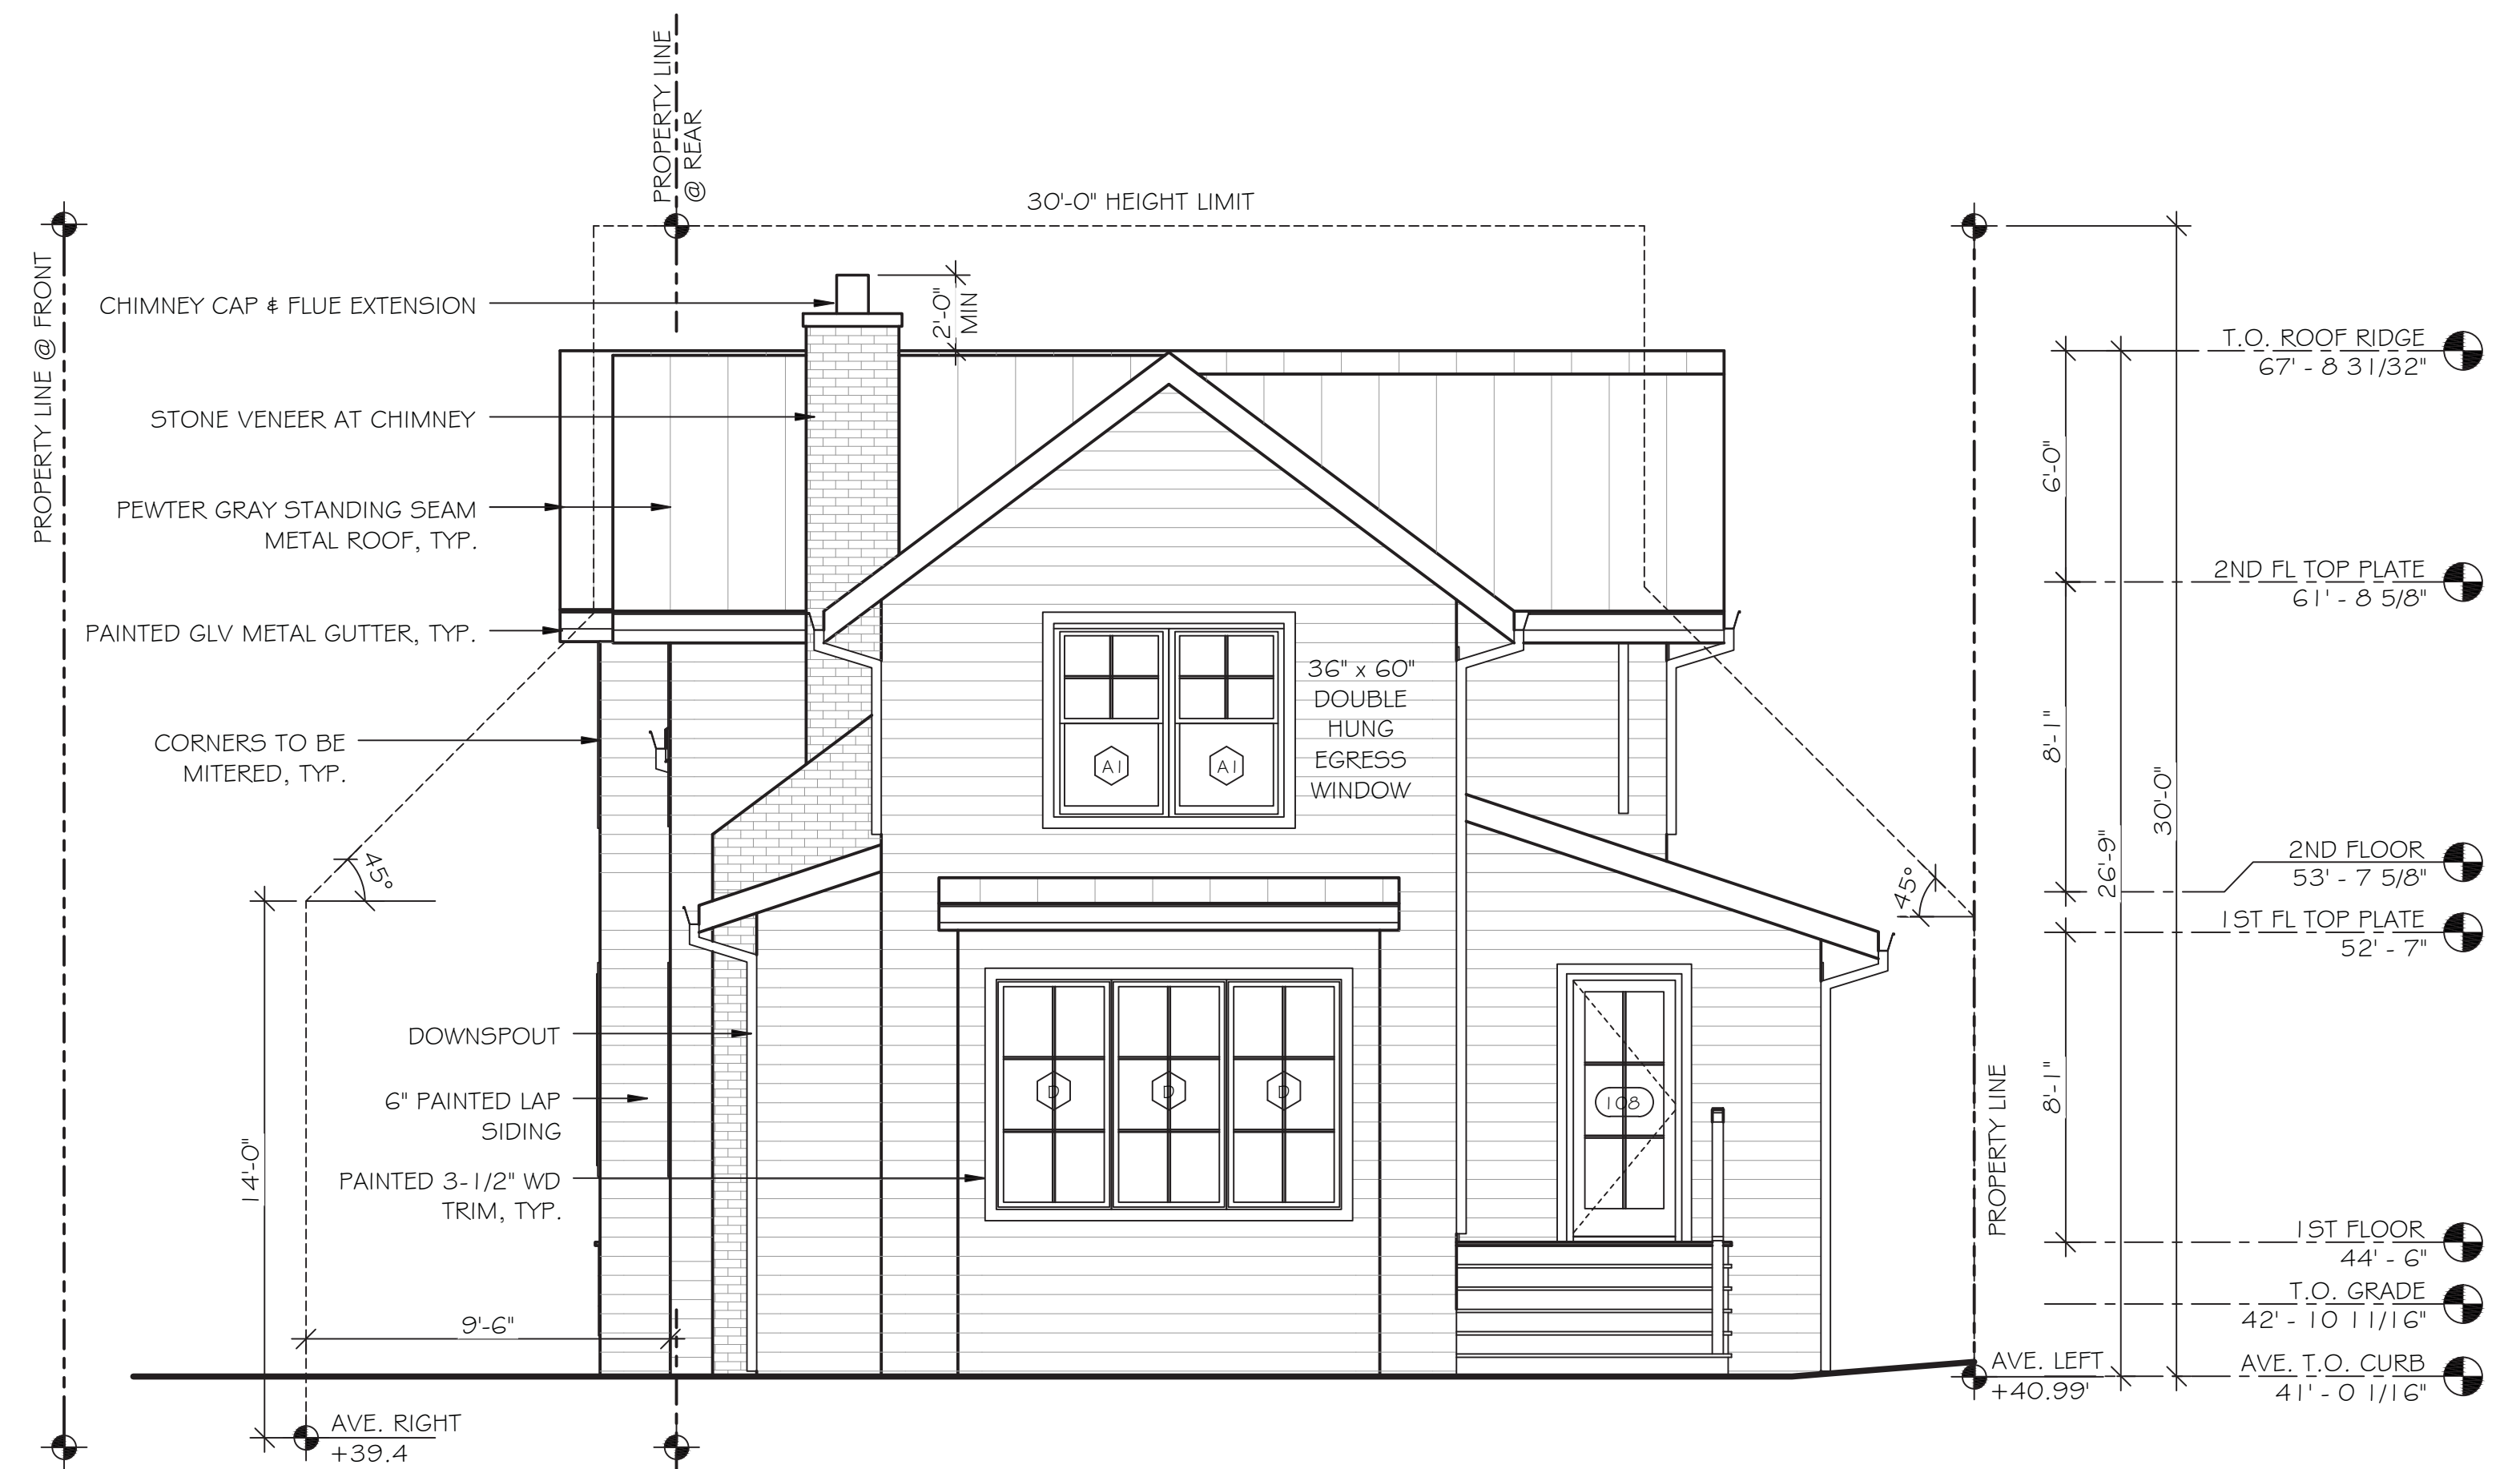 PROPERTY LINE
@ REAR
PROPERTY LINE @ FRONT
30'-0" HEIGHT LIMIT
CHIMNEY CAP & FLUE EXTENSION
2'-0"
MIN
STONE VENEER AT CHIMNEY
PEWTER GRAY STANDING SEAM
METAL ROOF, TYP.
PAINTED GLV METAL GUTTER, TYP.
CORNERS TO BE
MITERED, TYP.
45°
14'-0"
DOWNSPOUT
6" PAINTED LAP
SIDING
PAINTED 3-1/2" WD
TRIM, TYP.
9'-6"
AVE. RIGHT
+39.4
36" x 60"
DOUBLE
HUNG
EGRESS
WINDOW
A1
A1
D
D
D
108
45°
PROPERTY LINE
AVE. LEFT
+40.99'
6'-0"
8'-1"
8'-1"
26'-9"
30'-0"
T.O. ROOF RIDGE
67' - 8 31/32"
2ND FL TOP PLATE
61' - 8 5/8"
2ND FLOOR
53' - 7 5/8"
1ST FL TOP PLATE
52' - 7"
1ST FLOOR
44' - 6"
T.O. GRADE
42' - 10 11/16"
AVE. T.O. CURB
41' - 0 1/16"